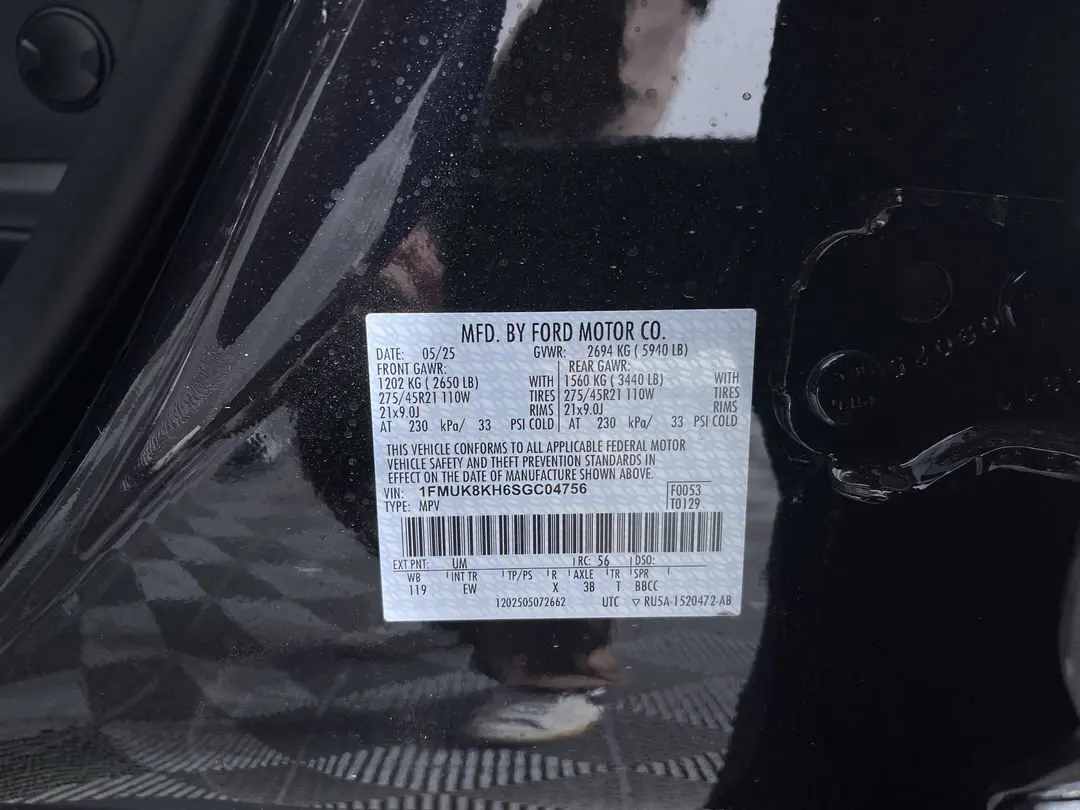 MFD. BY FORD MOTOR CO.
DATE: 05/25 GVWR: 2694 KG ( 5940 LB)
FRONT GAWR: REAR GAWR:
1202 KG ( 2650 LB) WITH 1560 KG ( 3440 LB) WITH
275/45R21 110W TIRES 275/45R21 110W TIRES
21x9.0J RIMS 21x9.0J RIMS
AT 230 kPa/ 33 PSI COLD AT 230 kPa/ 33 PSI COLD
THIS VEHICLE CONFORMS TO ALL APPLICABLE FEDERAL MOTOR
VEHICLE SAFETY AND THEFT PREVENTION STANDARDS IN
EFFECT ON THE DATE OF MANUFACTURE SHOWN ABOVE.
VIN: 1FMUK8KH6SGC04756 F0053
TYPE: MPV T0129
EXT PNT: UM RC: 56 DSO:
WB INT TR TP/PS R AXLE TR SPR
119 EW X 3B T BBCC
1202505072662 UTC ▽ RU5A-1520472-AB